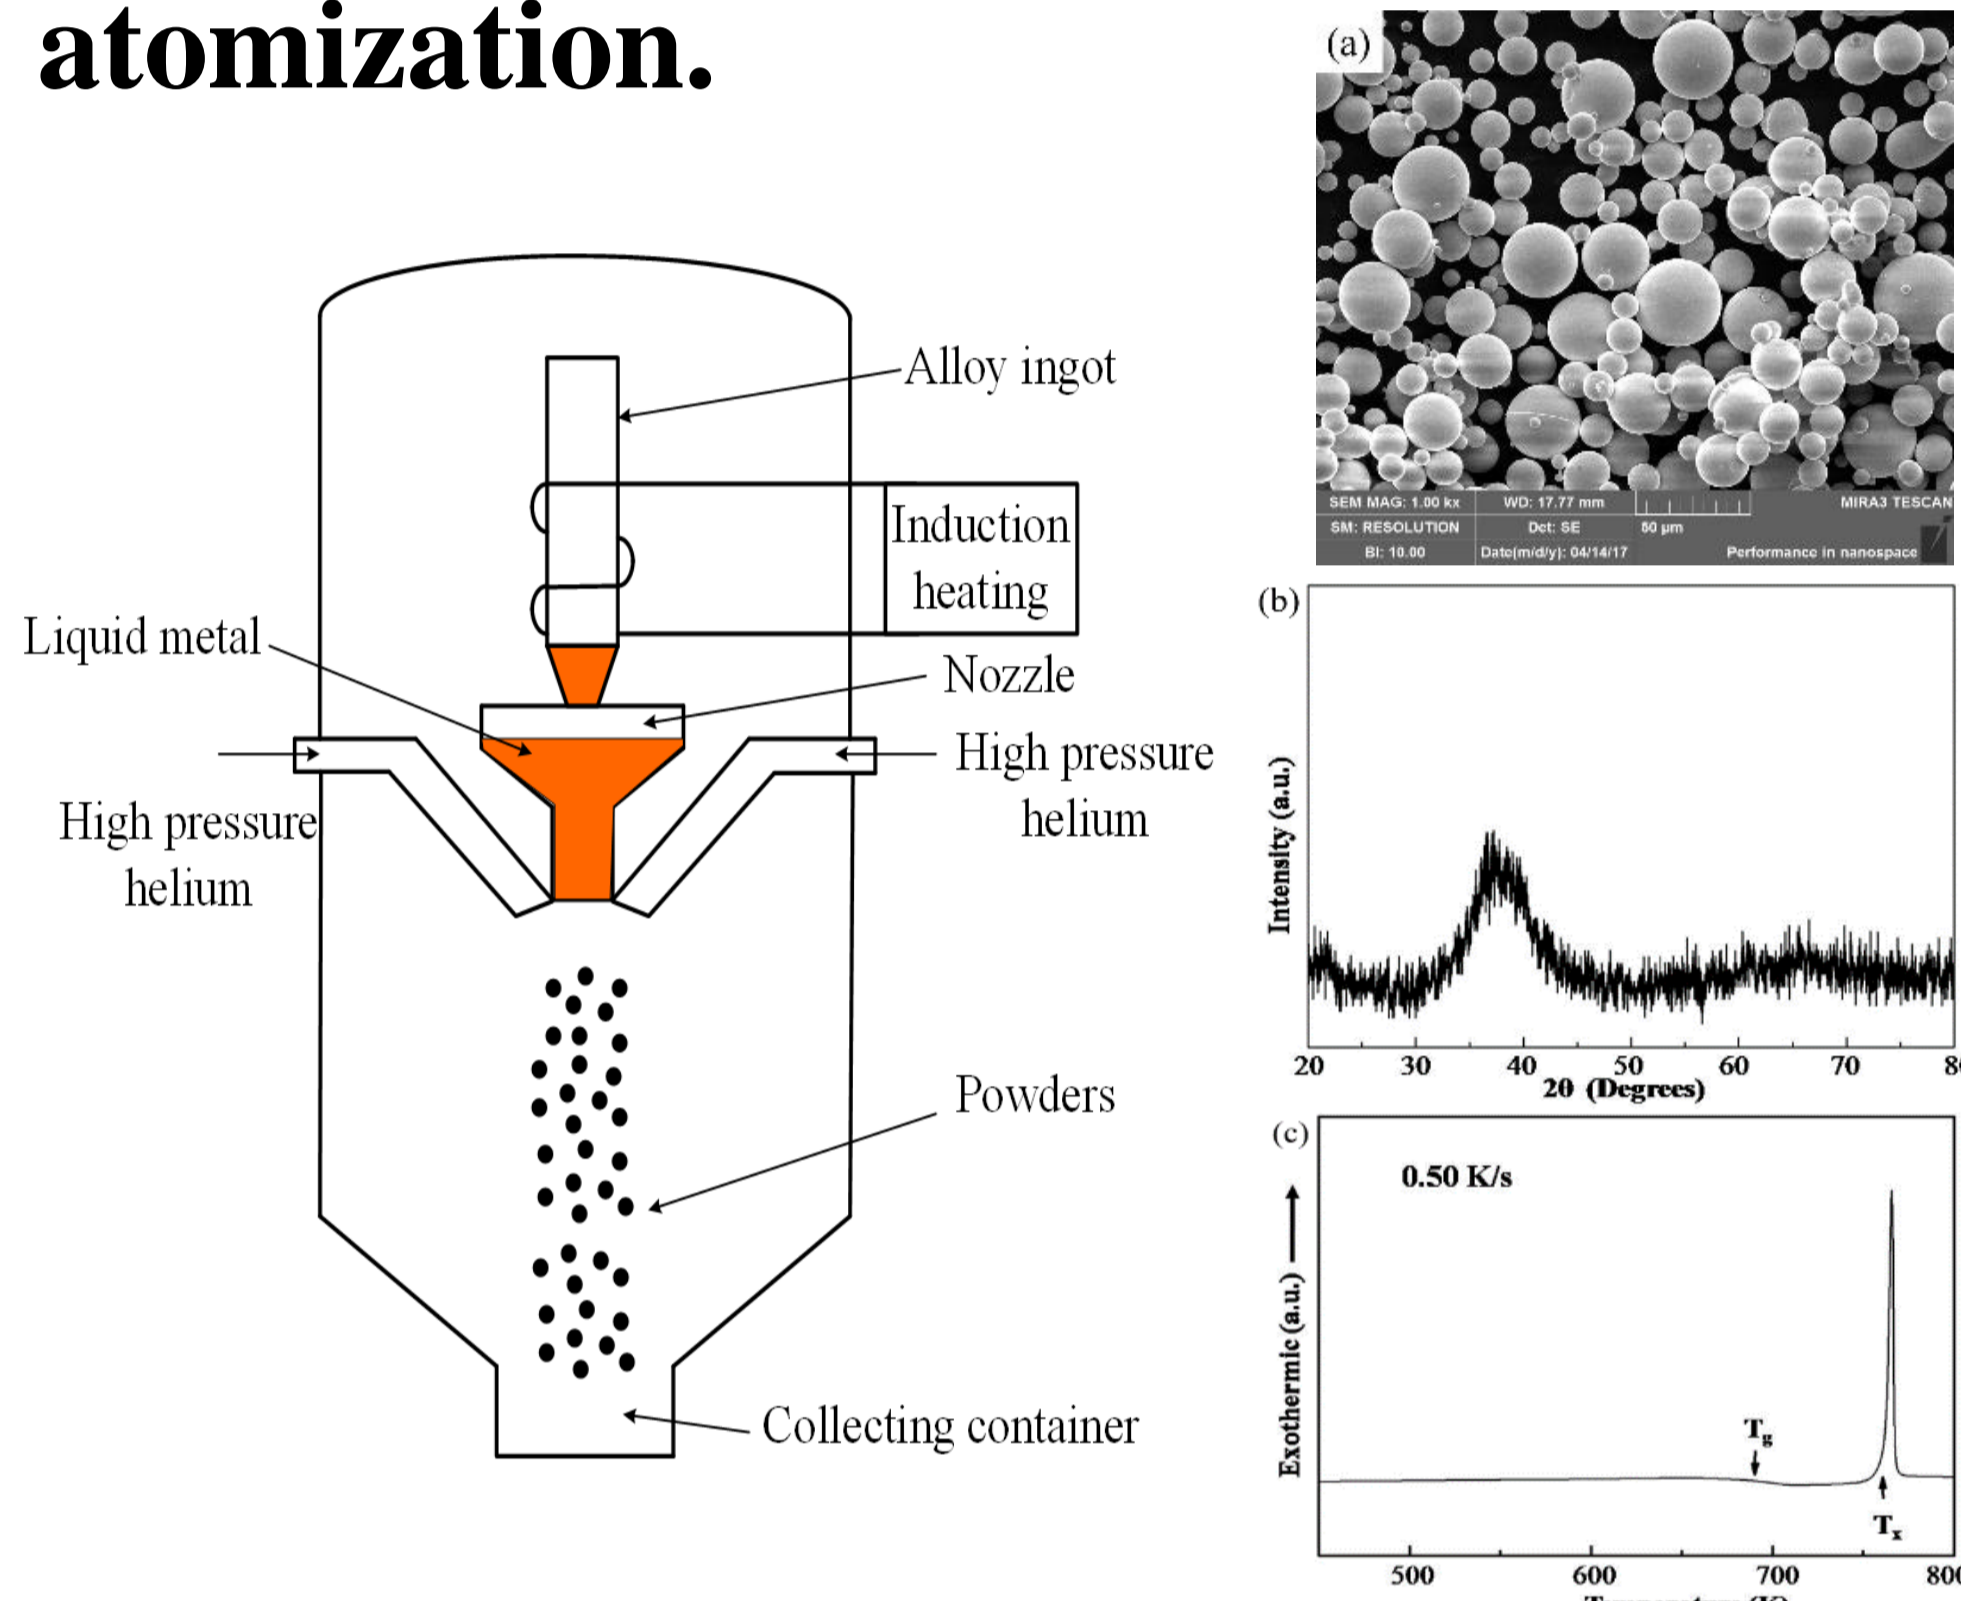 atomization.
Alloy ingot
Induction
heating
Liquid metal
Nozzle
High pressure
helium
High pressure
helium
Powders
Collecting container
(a)
SEM MAG: 1.00 kx
WD: 17.77 mm
MIRA3 TESCAN
SM: RESOLUTION
Det: SE
50 µm
BI: 10.00
Date(m/d/y): 04/14/17
Performance in nanospace
(b)
Intensity (a.u.)
20 30 40 50 60 70
2θ (Degrees)
(c)
0.50 K/s
Exothermic (a.u.)
Tg
Tx
500 600 700